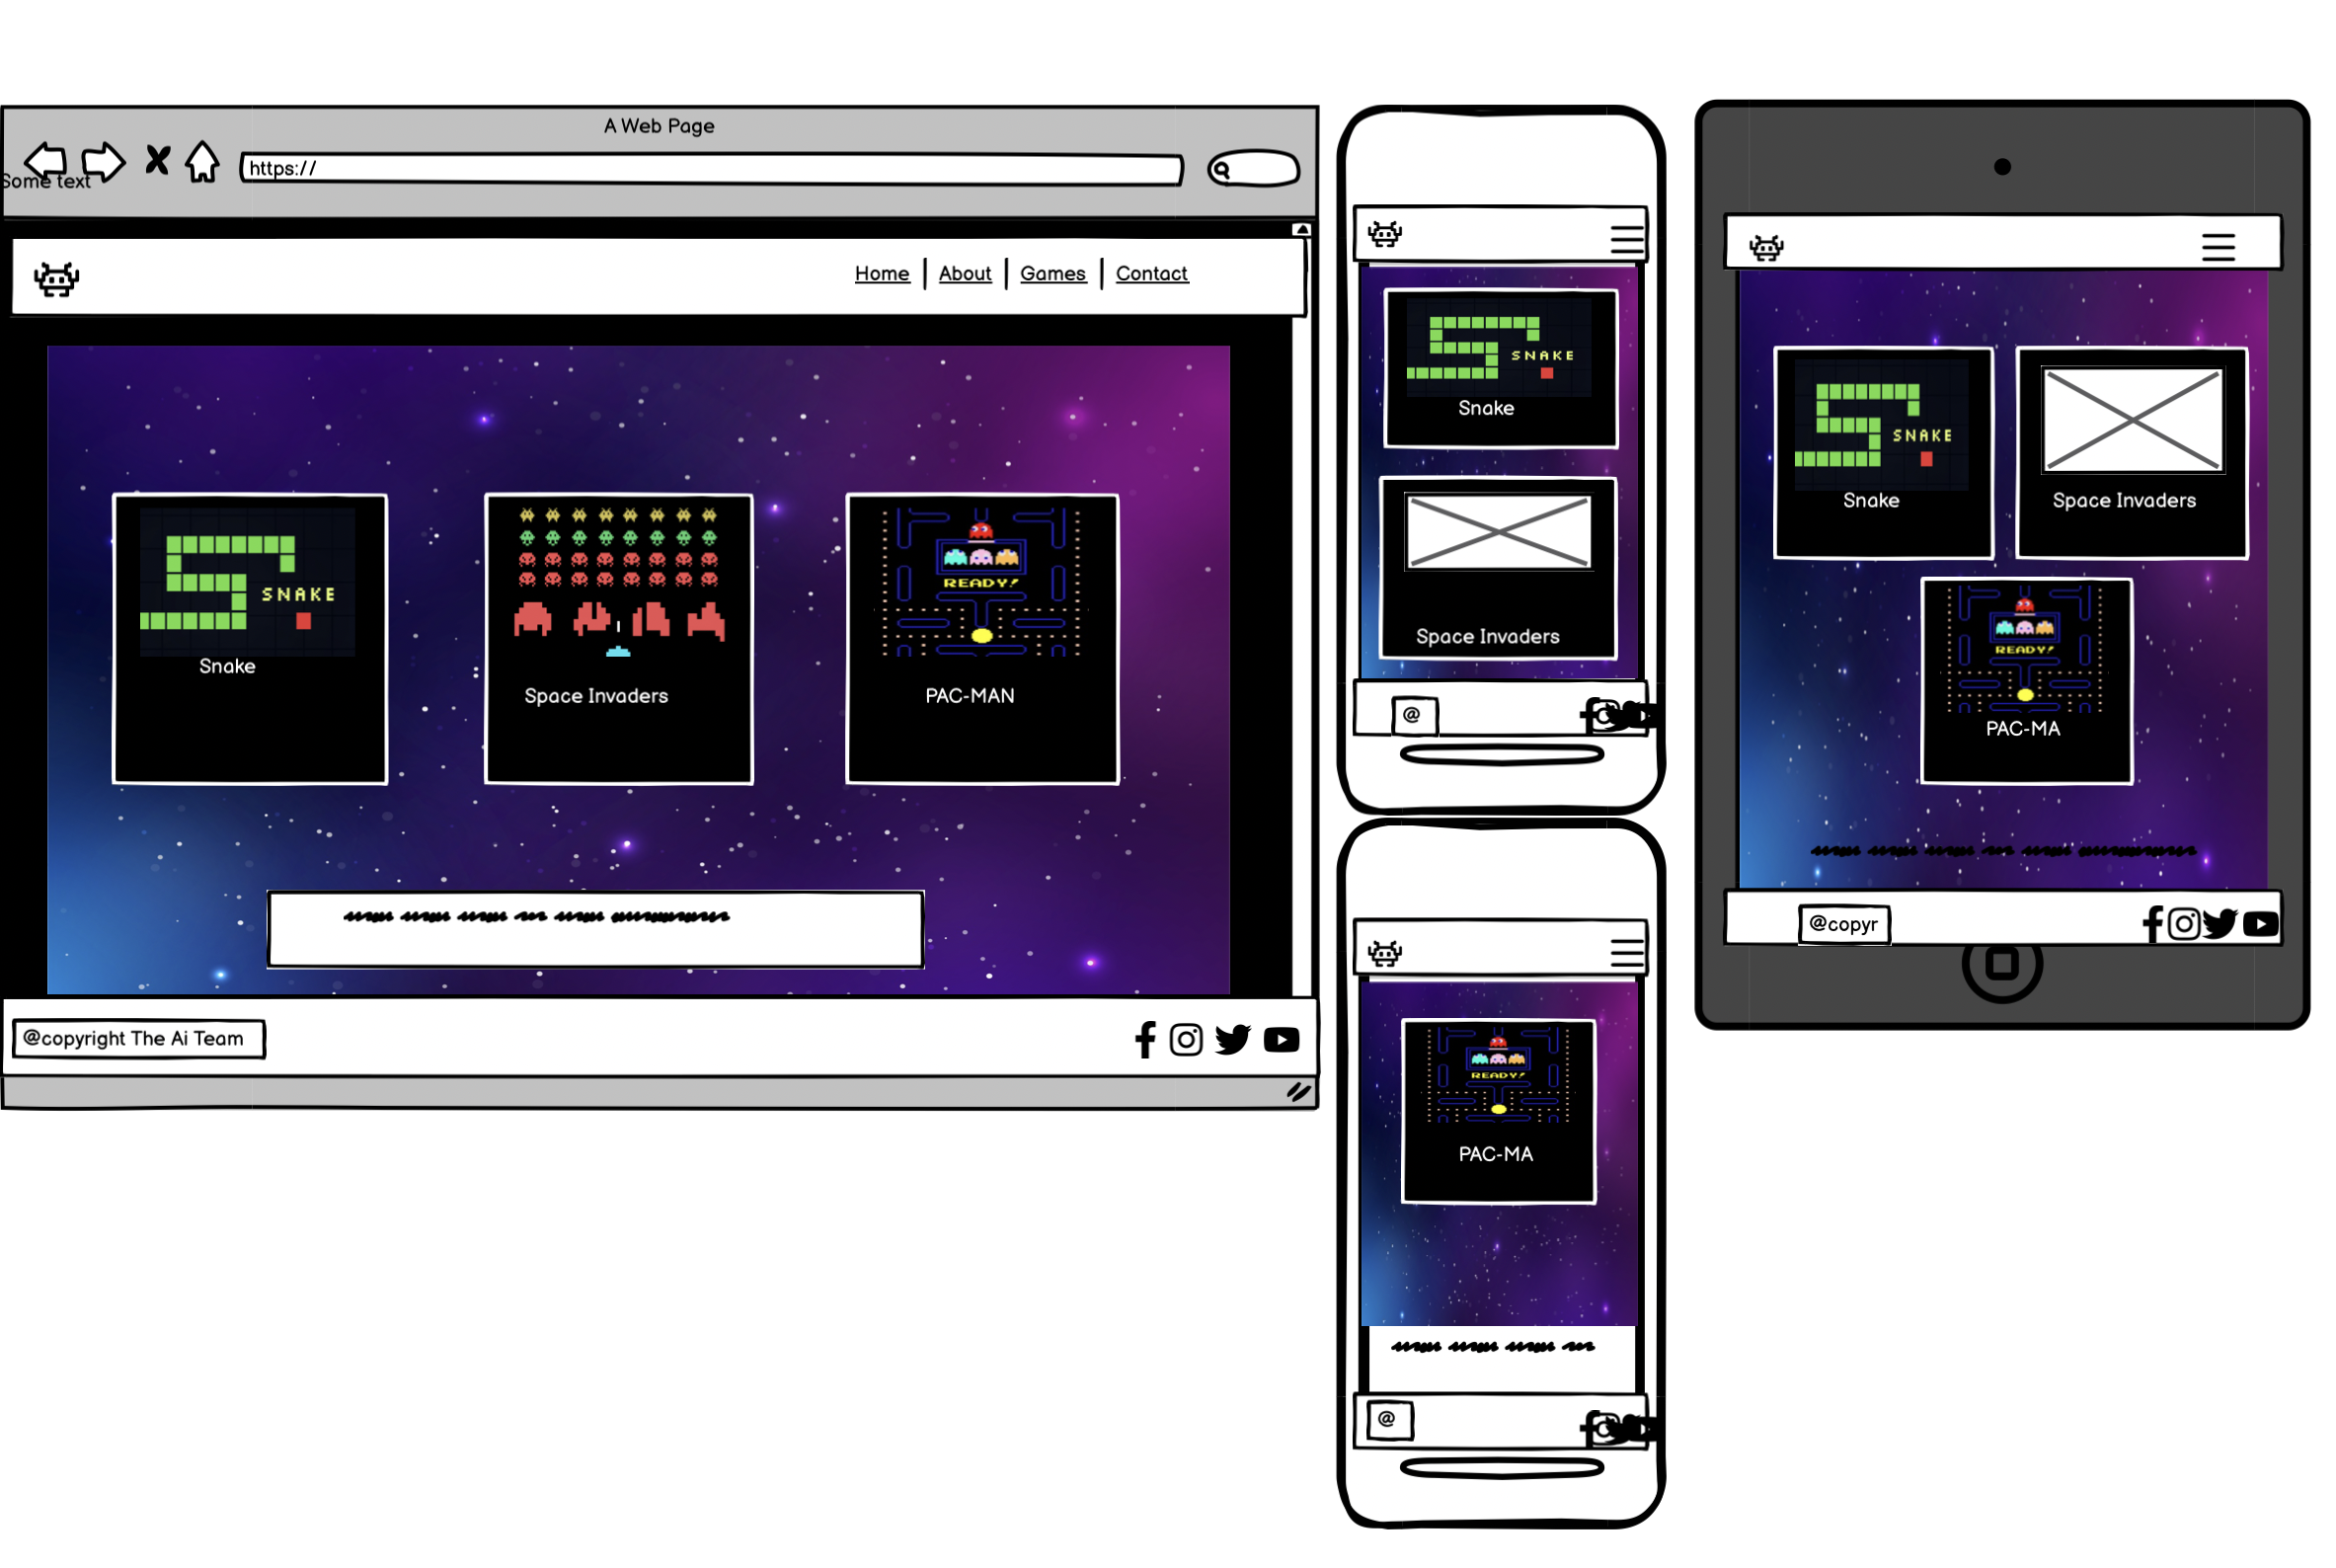 A Web Page
https://
Some text
Home
About
Games
Contact
SNAKE
Snake
Space Invaders
READY!
PAC-MAN
@copyright The Ai Team
SNAKE
Snake
Space Invaders
@
READY!
PAC-MA
@
SNAKE
Snake
Space Invaders
READY!
PAC-MA
@copyr